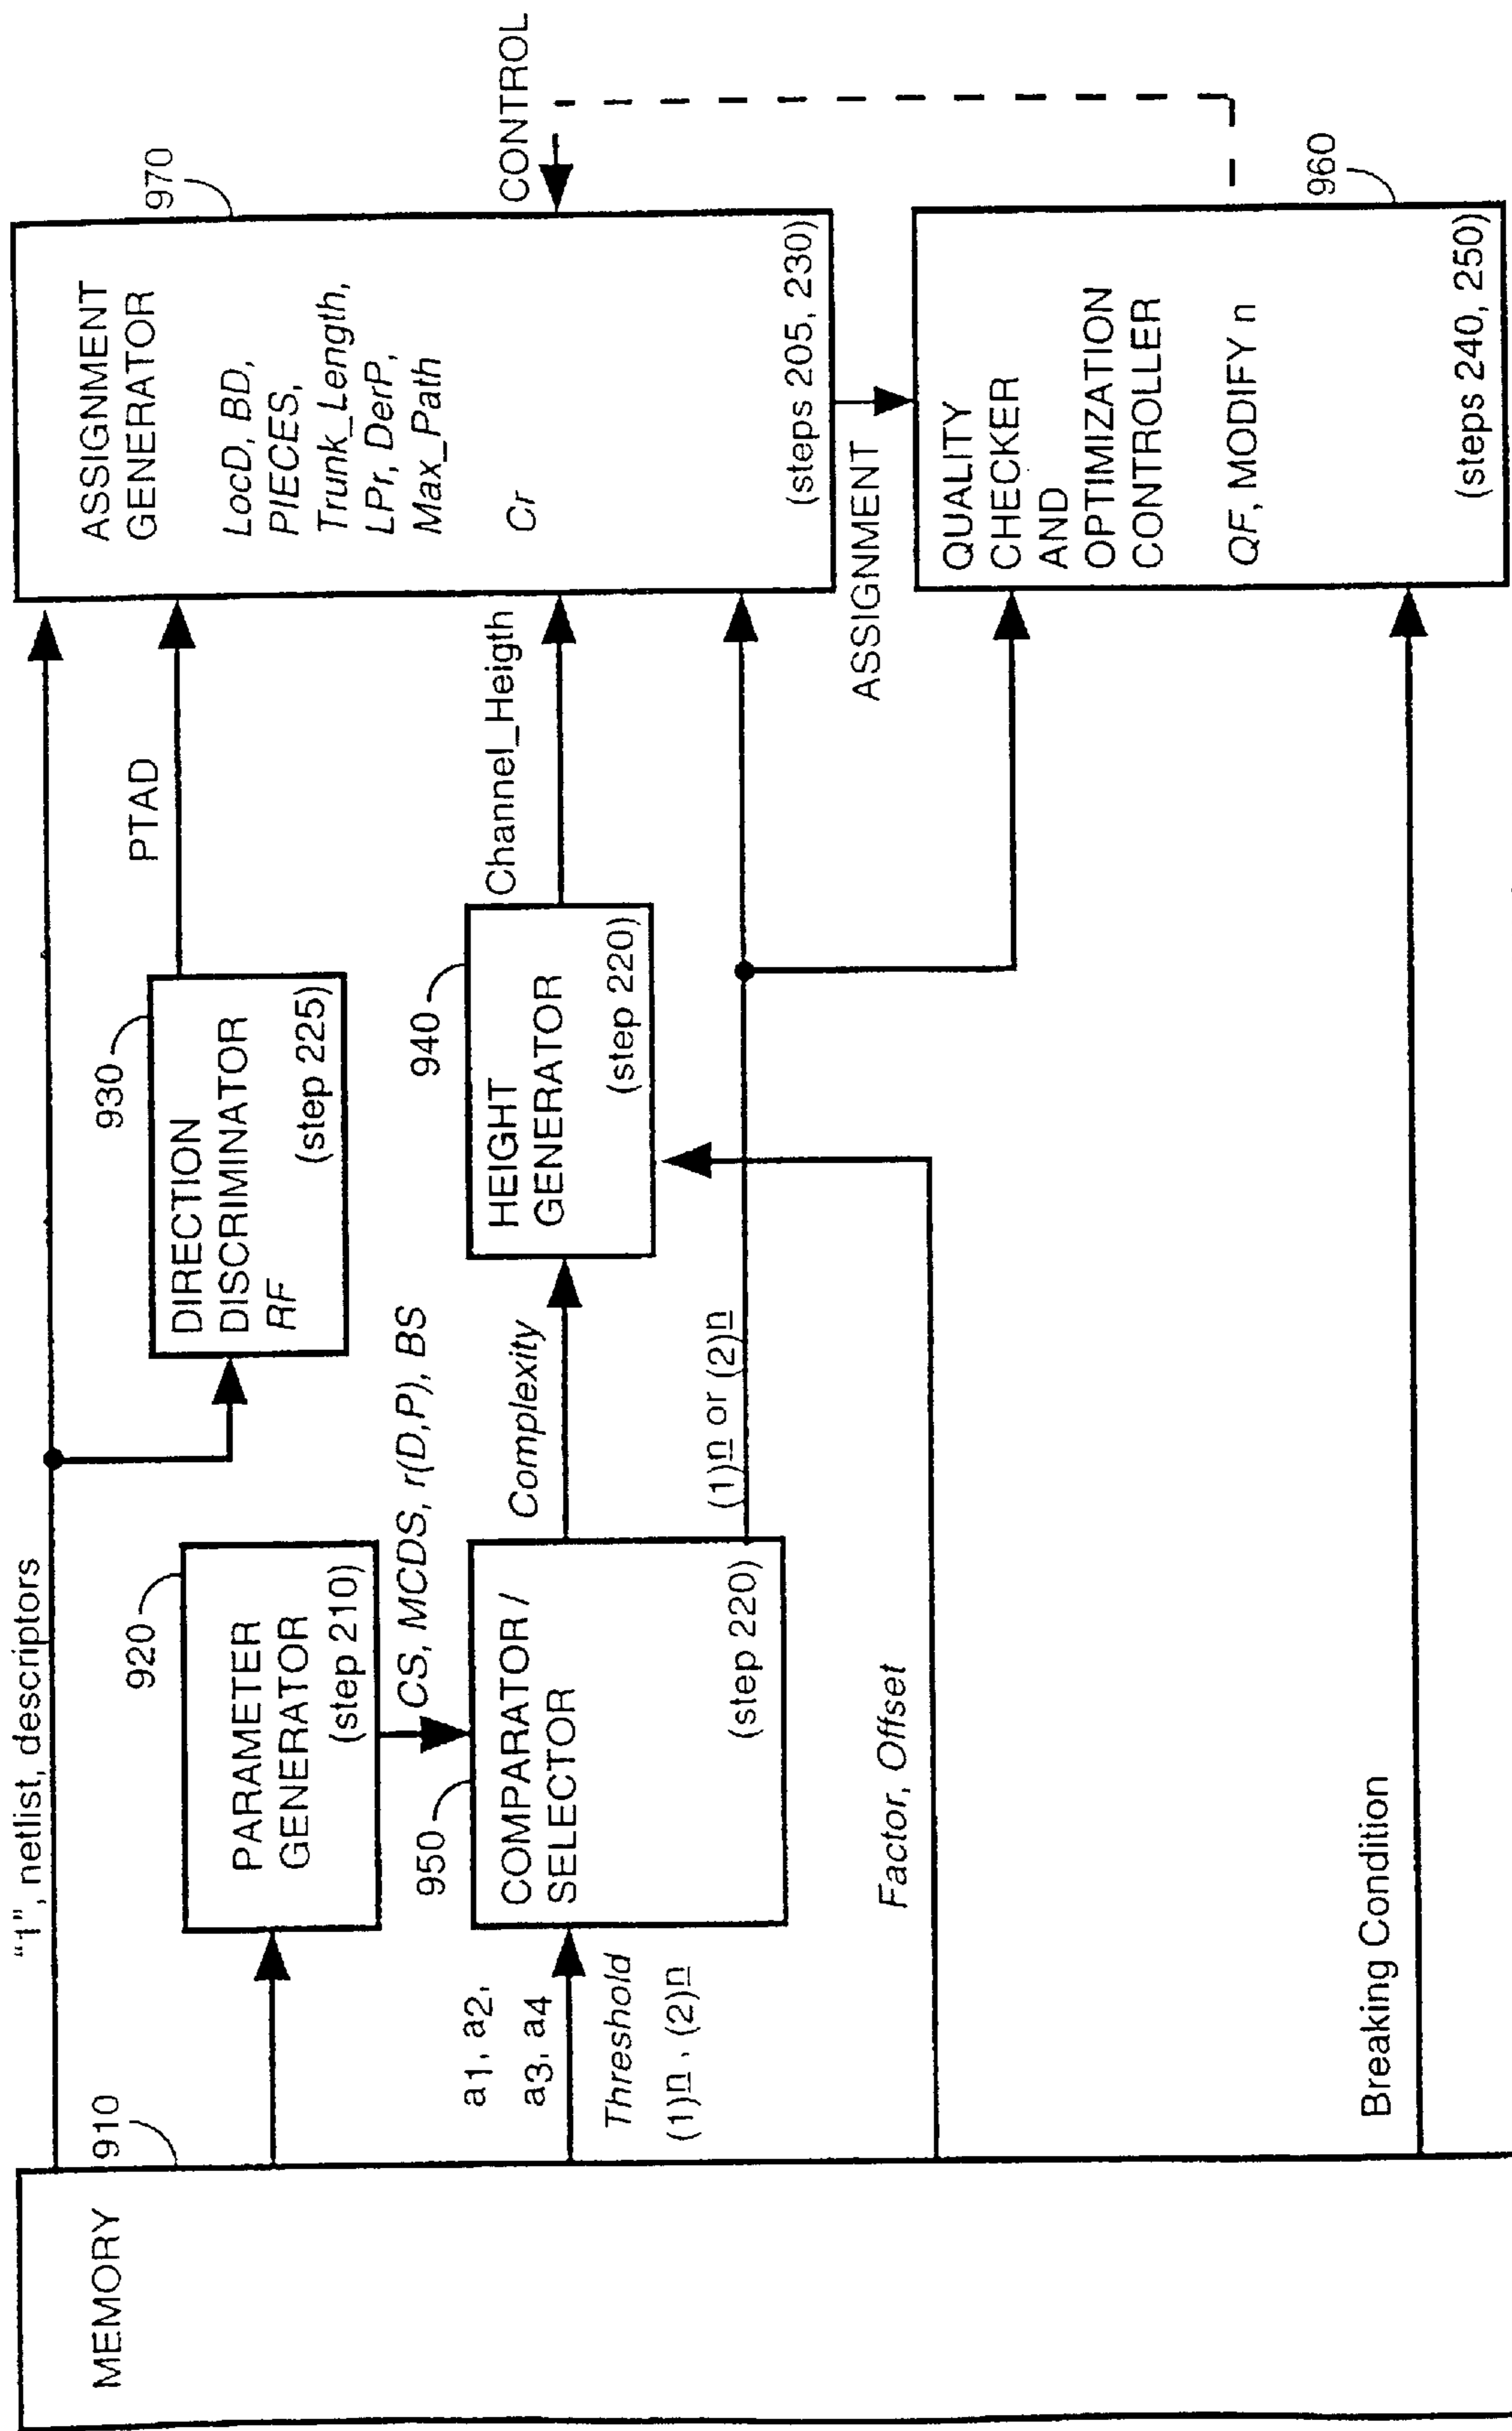 MEMORY
910
"1", netlist, descriptors
920
PARAMETER
GENERATOR
(step 210)
CS, MCDS, r(D,P), BS
a1, a2,
a3, a4
Threshold
(1)n, (2)n
950
COMPARATOR /
SELECTOR
(step 220)
Factor, Offset
Breaking Condition
930
DIRECTION
DISCRIMINATOR
RF
(step 225)
PTAD
Complexity
940
HEIGHT
GENERATOR
(step 220)
Channel_Heigth
(1)n or (2)n
970
ASSIGNMENT
GENERATOR
LocD, BD,
PIECES,
Trunk_Length,
LPr, DerP,
Max_Path
Cr
(steps 205, 230)
CONTROL
ASSIGNMENT
960
QUALITY
CHECKER
AND
OPTIMIZATION
CONTROLLER
QF, MODIFY n
(steps 240, 250)